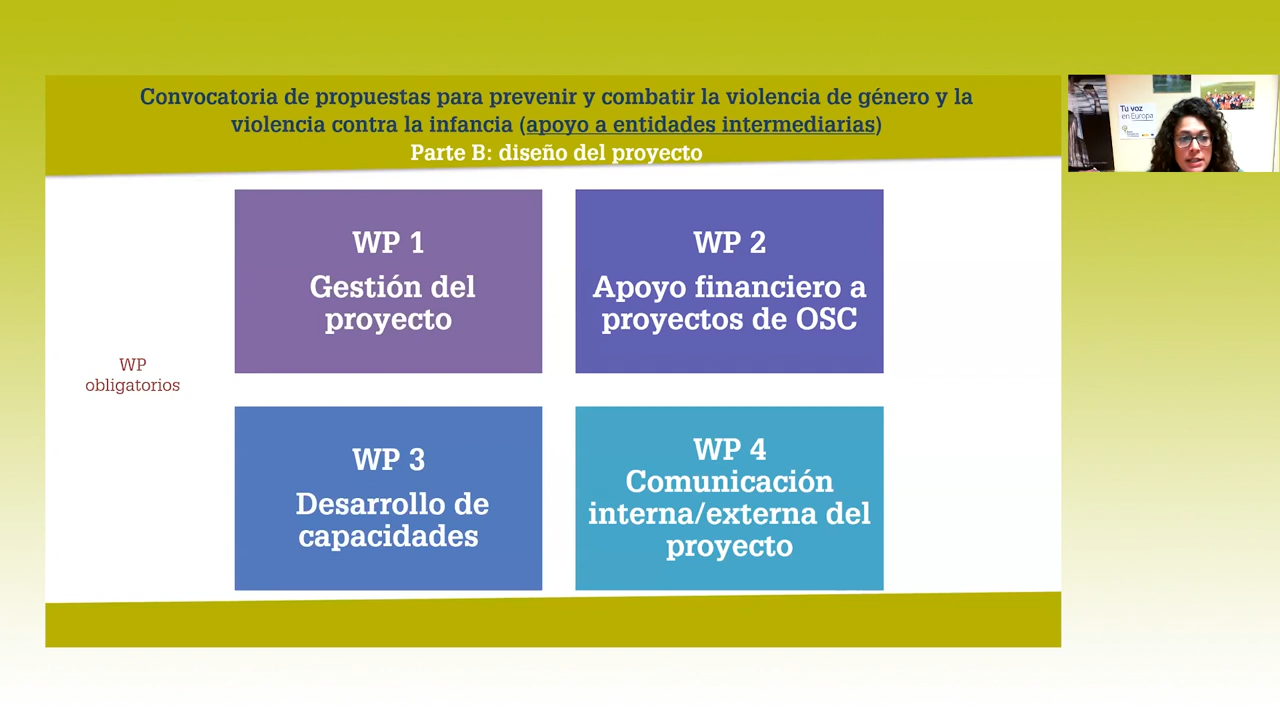 Convocatoria de propuestas para prevenir y combatir la violencia de género y la
violencia contra la infancia (apoyo a entidades intermediarias)
Parte B: diseño del proyecto
WP 1
Gestión del
proyecto
WP 2
Apoyo financiero a
proyectos de OSC
WP
obligatorios
WP 3
Desarrollo de
capacidades
WP 4
Comunicación
interna/externa del
proyecto
Tu voz
en Europa